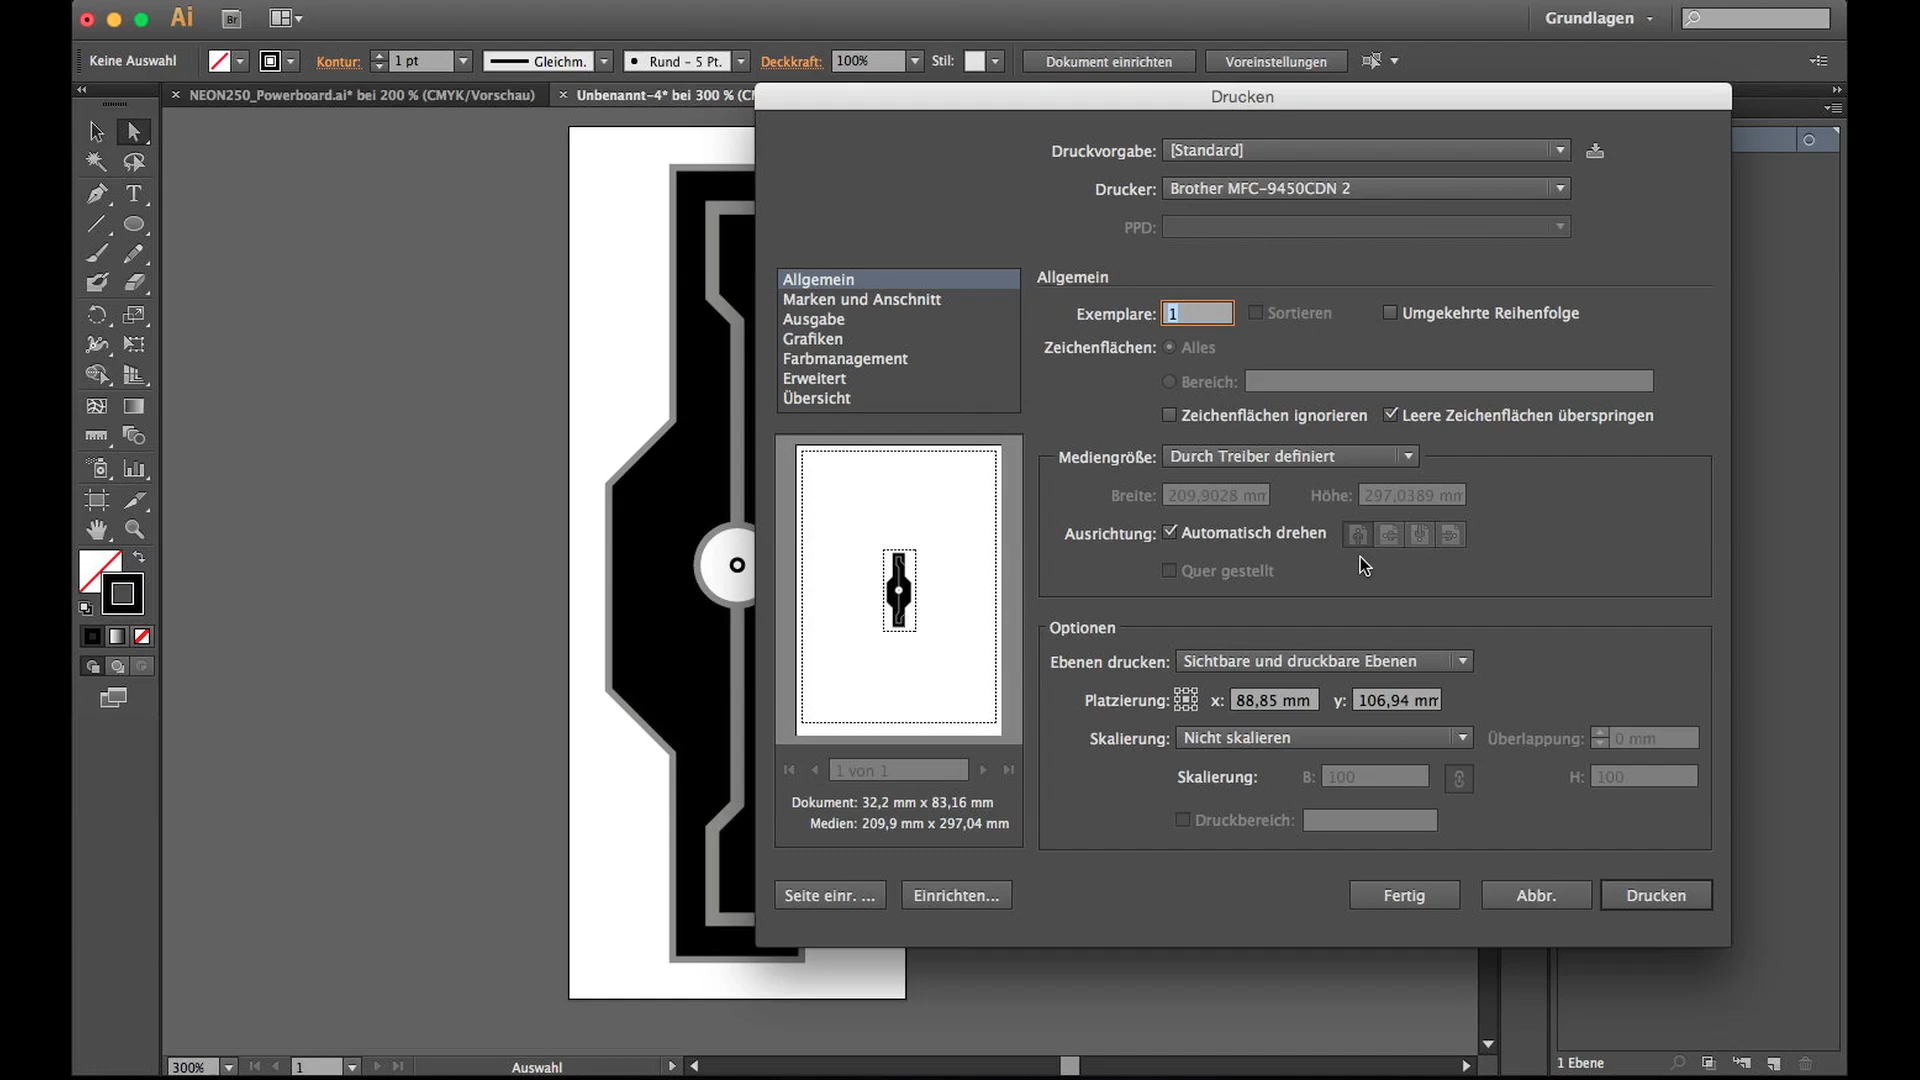 Ai
Br
Grundlagen
Keine Auswahl
Kontur:
1 pt
Gleichm.
Rund - 5 Pt.
Deckkraft:
100%
Stil:
Dokument einrichten
Voreinstellungen
NEON250_Powerboard.ai* bei 200 % (CMYK/Vorschau)
Unbenannt-4* bei 300 % (CM
Drucken
Druckvorgabe:
[Standard]
Drucker:
Brother MFC-9450CDN 2
PPD:
Allgemein
Marken und Anschnitt
Ausgabe
Grafiken
Farbmanagement
Erweitert
Übersicht
Allgemein
Exemplare:
1
Sortieren
Umgekehrte Reihenfolge
Zeichenflächen:
Alles
Bereich:
Zeichenflächen ignorieren
Leere Zeichenflächen überspringen
Mediengröße:
Durch Treiber definiert
Breite:
209,9028 mm
Höhe:
297,0389 mm
Ausrichtung:
Automatisch drehen
Quer gestellt
Optionen
Ebenen drucken:
Sichtbare und druckbare Ebenen
Platzierung:
x:
88,85 mm
y:
106,94 mm
Skalierung:
Nicht skalieren
Überlappung:
0 mm
Skalierung:
B:
100
H:
100
Druckbereich:
1 von 1
Dokument: 32,2 mm x 83,16 mm
Medien: 209,9 mm x 297,04 mm
Seite einr. ...
Einrichten...
Fertig
Abbr.
Drucken
300%
1
Auswahl
1 Ebene